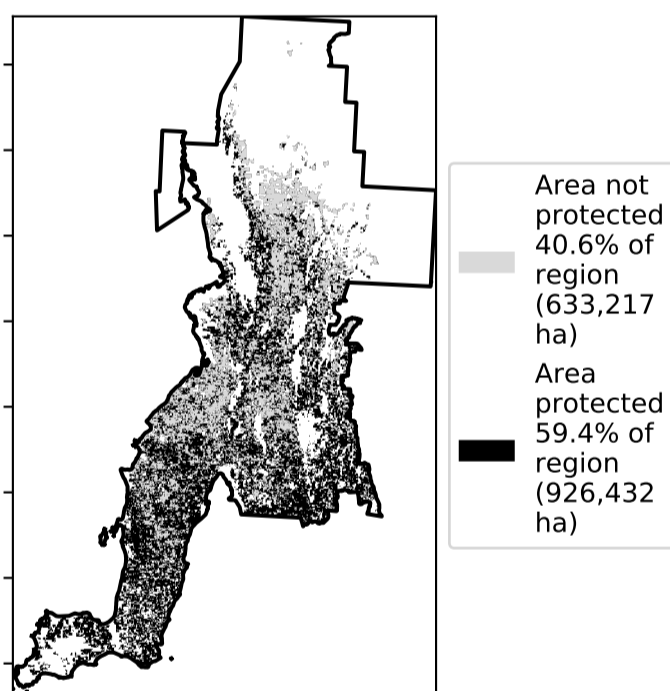 Area not
protected
40.6% of
region
(633,217
ha)
Area
protected
59.4% of
region
(926,432
ha)